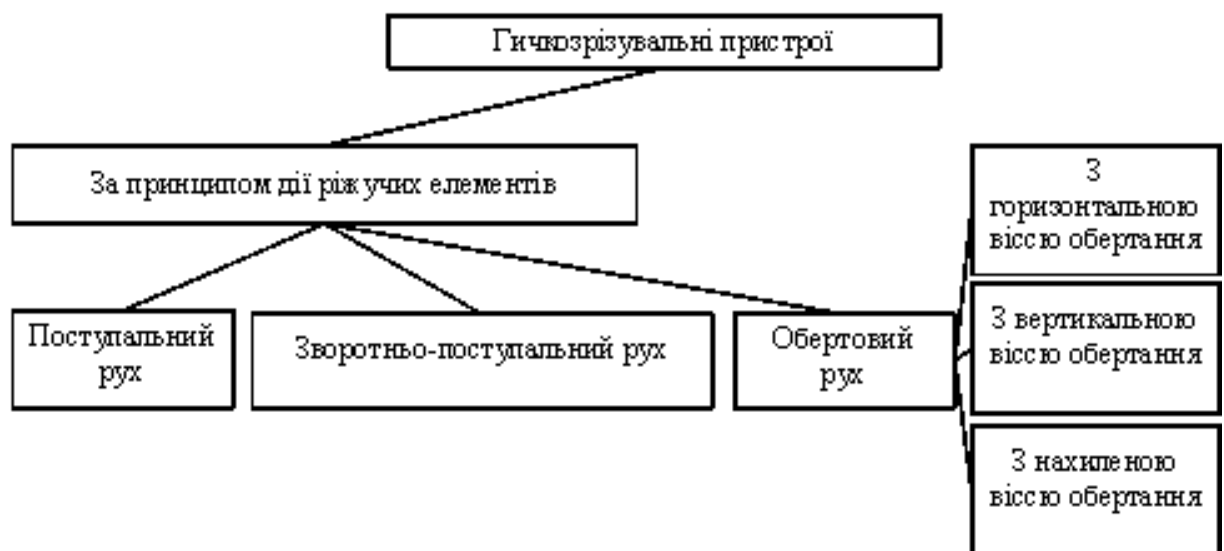 Гичкозрізувальні пристрої
За принципом дії ріжучих елементів
Поступальний
рух
Зворотньо-поступальний рух
Обертовий
рух
З
горизонтальною
віссю обертання
З вертикальною
віссю обертання
З нахиленою
віссю обертання